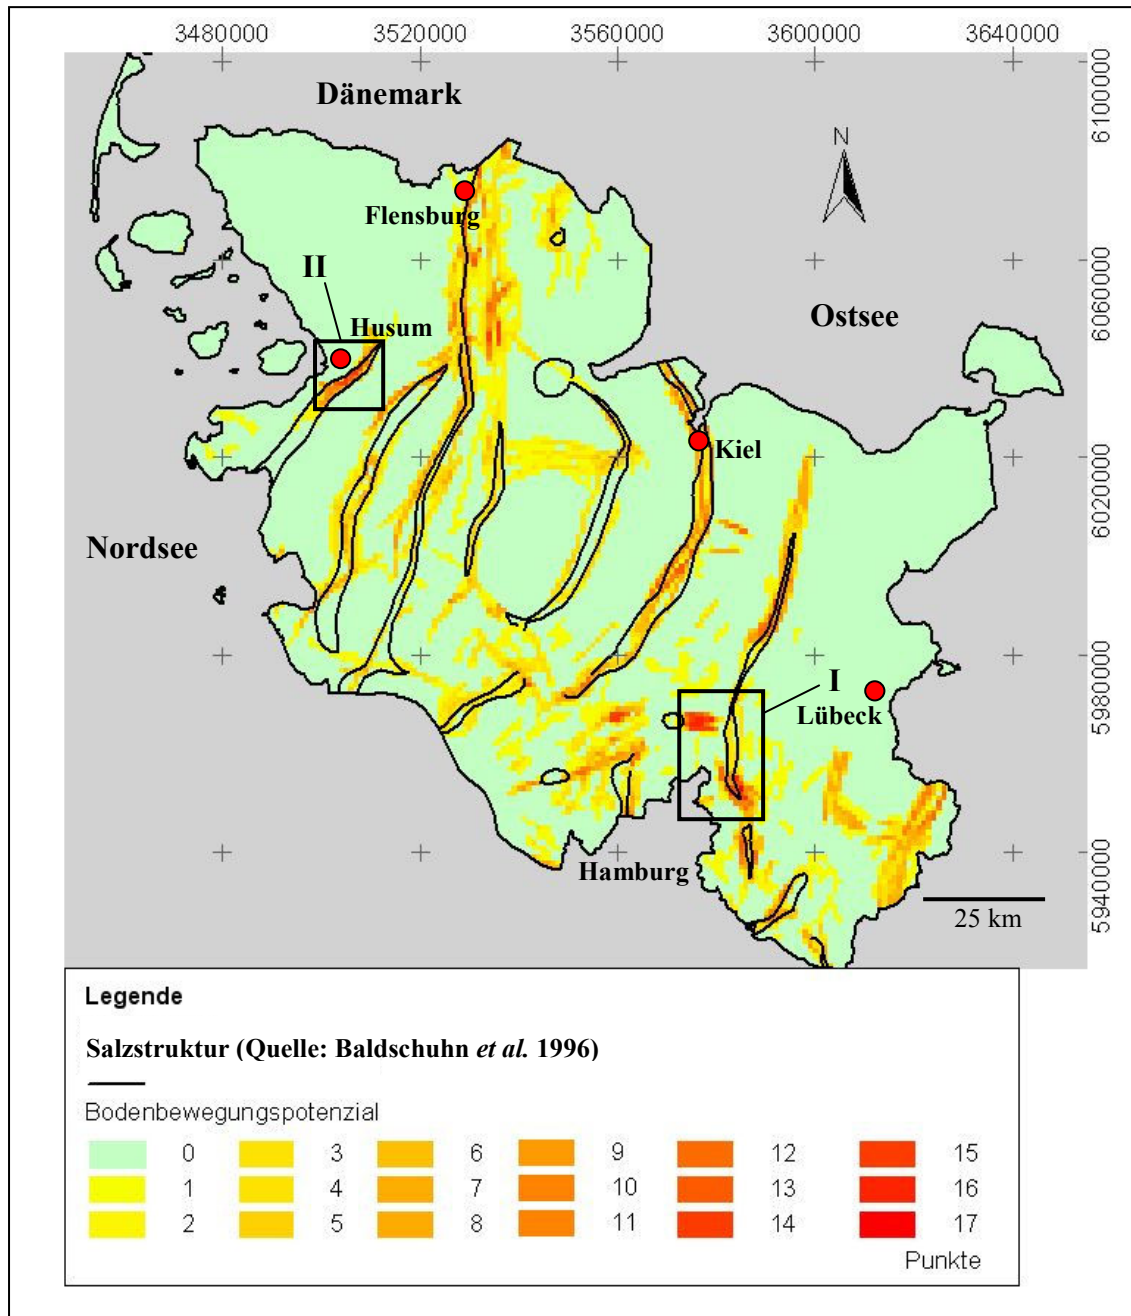 3480000 3520000 3560000 3600000 3640000
6100000
Dänemark
N
Flensburg
6060000
II
Husum
Ostsee
6020000
Kiel
Nordsee
5980000
I
Lübeck
5940000
Hamburg
25 km
Legende
Salzstruktur (Quelle: Baldschuhn et al. 1996)
Bodenbewegungspotenzial
0 3 6 9 12 15
1 4 7 10 13 16
2 5 8 11 14 17
Punkte